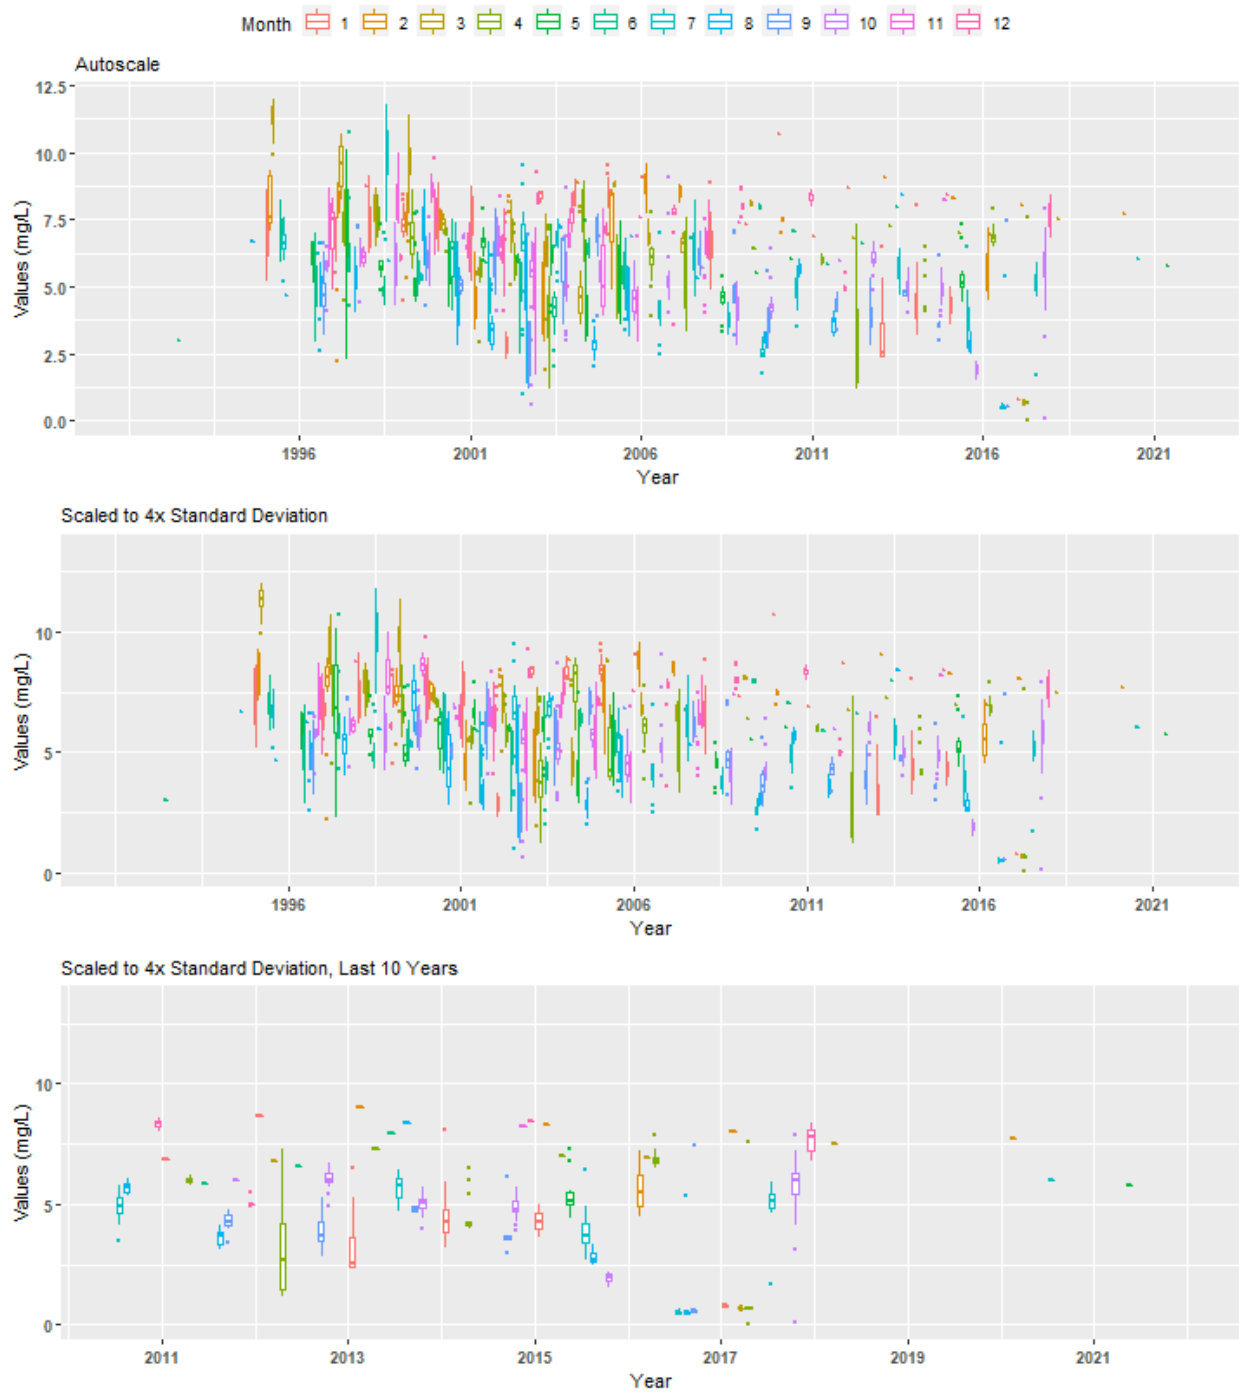 Month 1 2 3 4 5 6 7 8 9 10 11 12
Autoscale
12.5
10.0
7.5
5.0
2.5
0.0
Values (mg/L)
1996 2001 2006 2011 2016 2021
Year
Scaled to 4x Standard Deviation
10
5
0
Values (mg/L)
1996 2001 2006 2011 2016 2021
Year
Scaled to 4x Standard Deviation, Last 10 Years
10
5
0
Values (mg/L)
2011 2013 2015 2017 2019 2021
Year